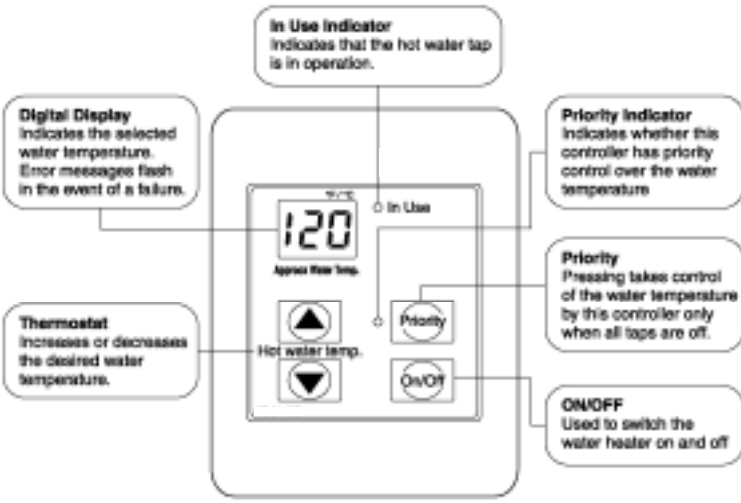 In Use Indicator
Indicates that the hot water tap
is in operation.
Digital Display
Indicates the selected
water temperature.
Error messages flash
in the event of a failure.
Priority Indicator
Indicates whether this
controller has priority
control over the water
temperature
°F/°C
120
In Use
Approx Water Temp.
Priority
Pressing takes control
of the water temperature
by this controller only
when all taps are off.
Thermostat
Increases or decreases
the desired water
temperature.
Priority
Hot water temp.
On/Off
ON/OFF
Used to switch the
water heater on and off